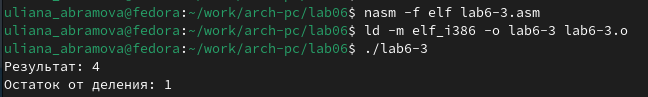 uliana_abramova@fedora:~/work/arch-pc/lab06$ nasm -f elf lab6-3.asm
uliana_abramova@fedora:~/work/arch-pc/lab06$ ld -m elf_i386 -o lab6-3 lab6-3.o
uliana_abramova@fedora:~/work/arch-pc/lab06$ ./lab6-3
Результат: 4
Остаток от деления: 1